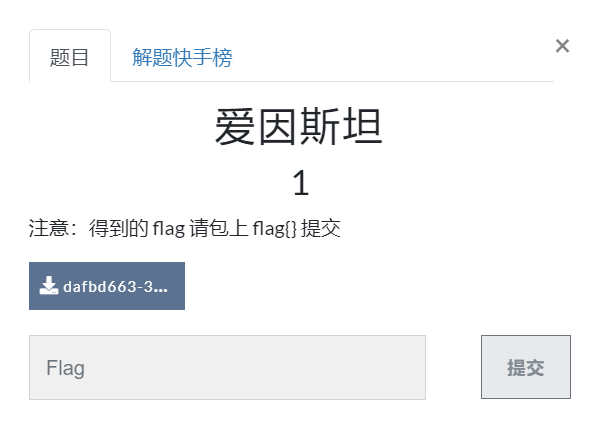 题目 解题快手榜 ×
爱因斯坦
1
注意：得到的 flag 请包上 flag{} 提交
dafbd663-3...
Flag 提交